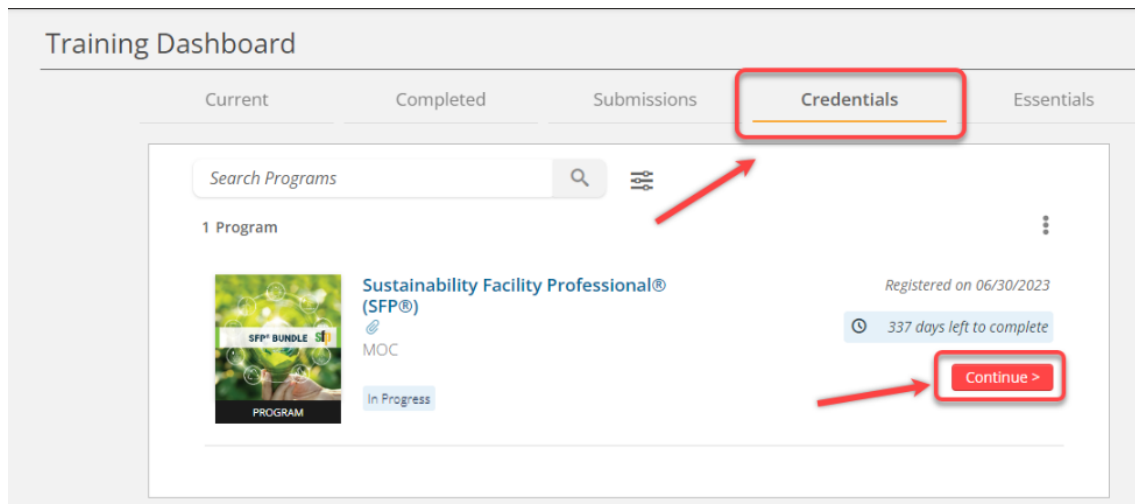 Training Dashboard
Current Completed Submissions Credentials Essentials
Search Programs
1 Program
Sustainability Facility Professional®
(SFP®)
MOC
In Progress
SFP® BUNDLE sfp
PROGRAM
Registered on 06/30/2023
337 days left to complete
Continue >